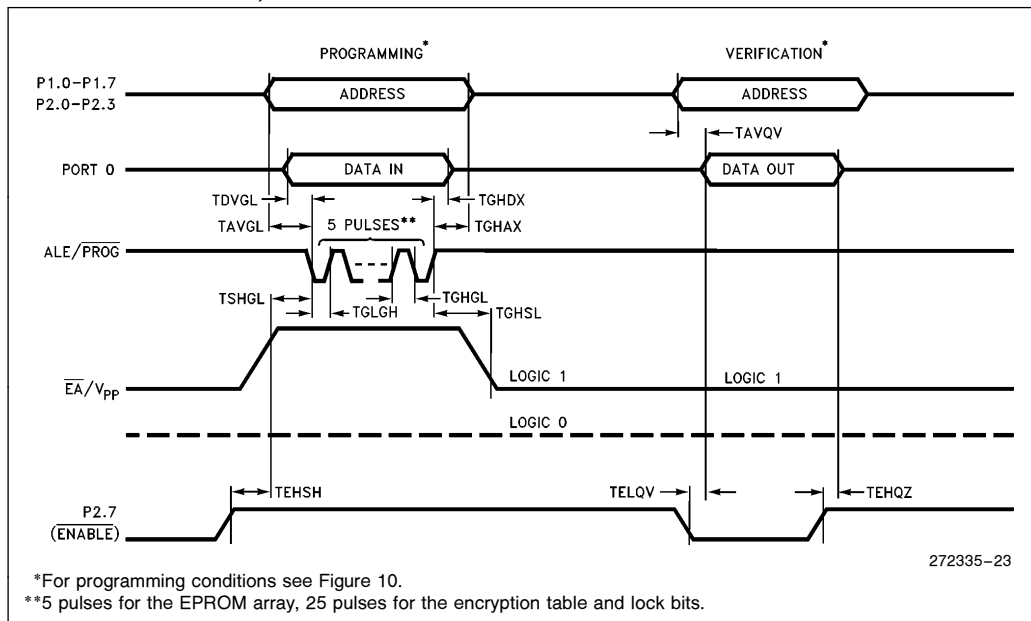 PROGRAMMING*
VERIFICATION*
P1.0–P1.7
P2.0–P2.3
ADDRESS
ADDRESS
TAVQV
PORT 0
DATA IN
DATA OUT
TDVGL
TGHDX
TAVGL
5 PULSES**
TGHAX
ALE/PROG
TSHGL
TGHGL
TGLGH
TGHSL
EA/VPP
LOGIC 1
LOGIC 1
LOGIC 0
TEHSH
TELQV
TEHQZ
P2.7
(ENABLE)
272335–23
*For programming conditions see Figure 10.
**5 pulses for the EPROM array, 25 pulses for the encryption table and lock bits.